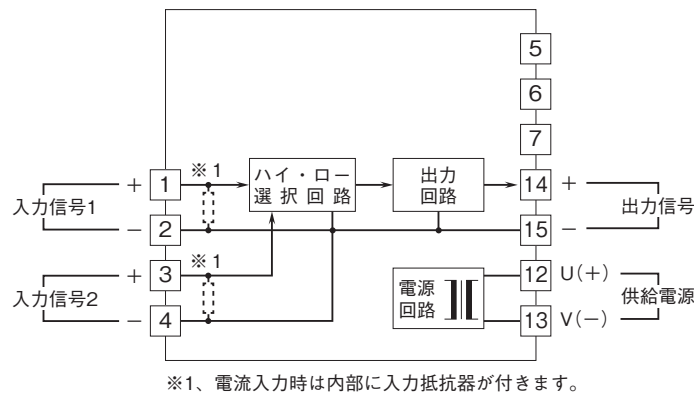 5
6
7
※1
ハイ・ロー
選択回路
出力
回路
+ 1
14 +
入力信号1
出力信号
− 2
15 −
※1
+ 3
12 U(+)
入力信号2
電源
回路
供給電源
− 4
13 V(−)
※1、電流入力時は内部に入力抵抗器が付きます。